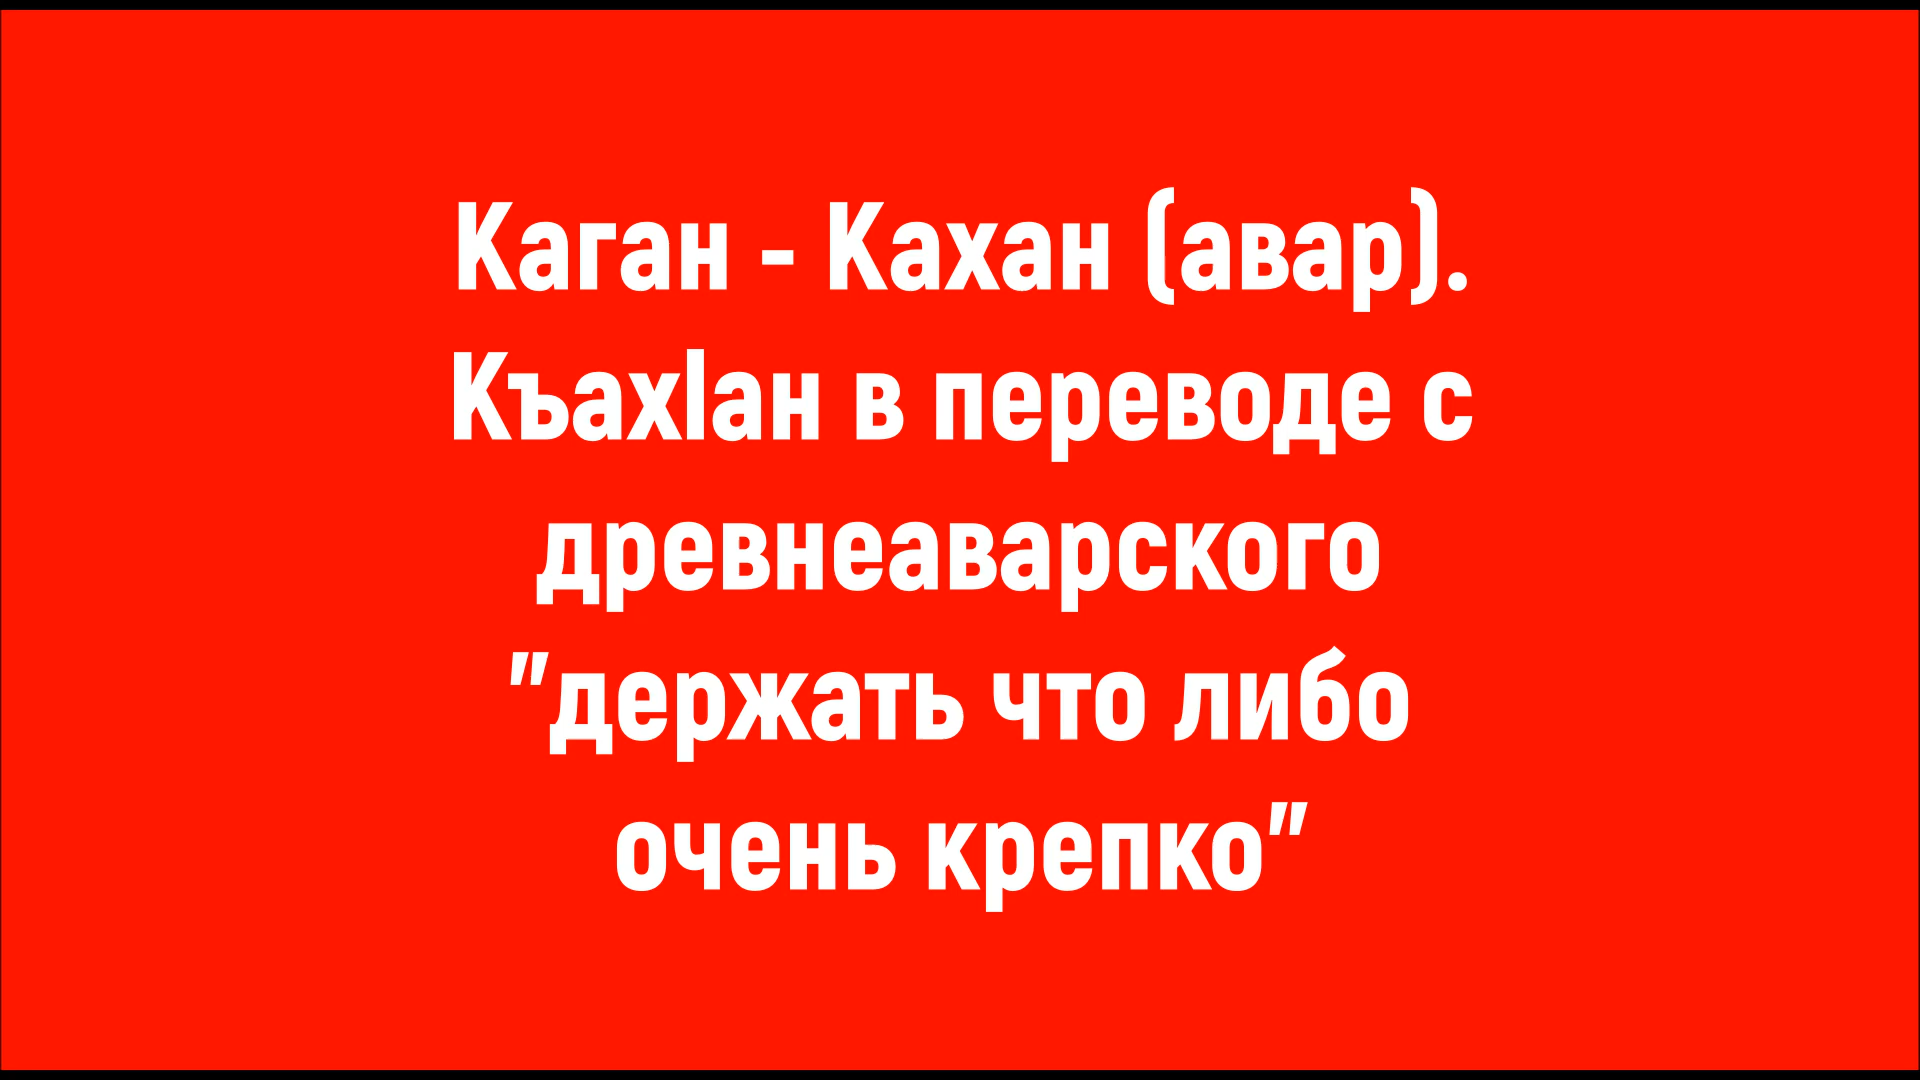 Каган - Кахан (авар).
КъахIан в переводе с
древнеаварского
"держать что либо
очень крепко"